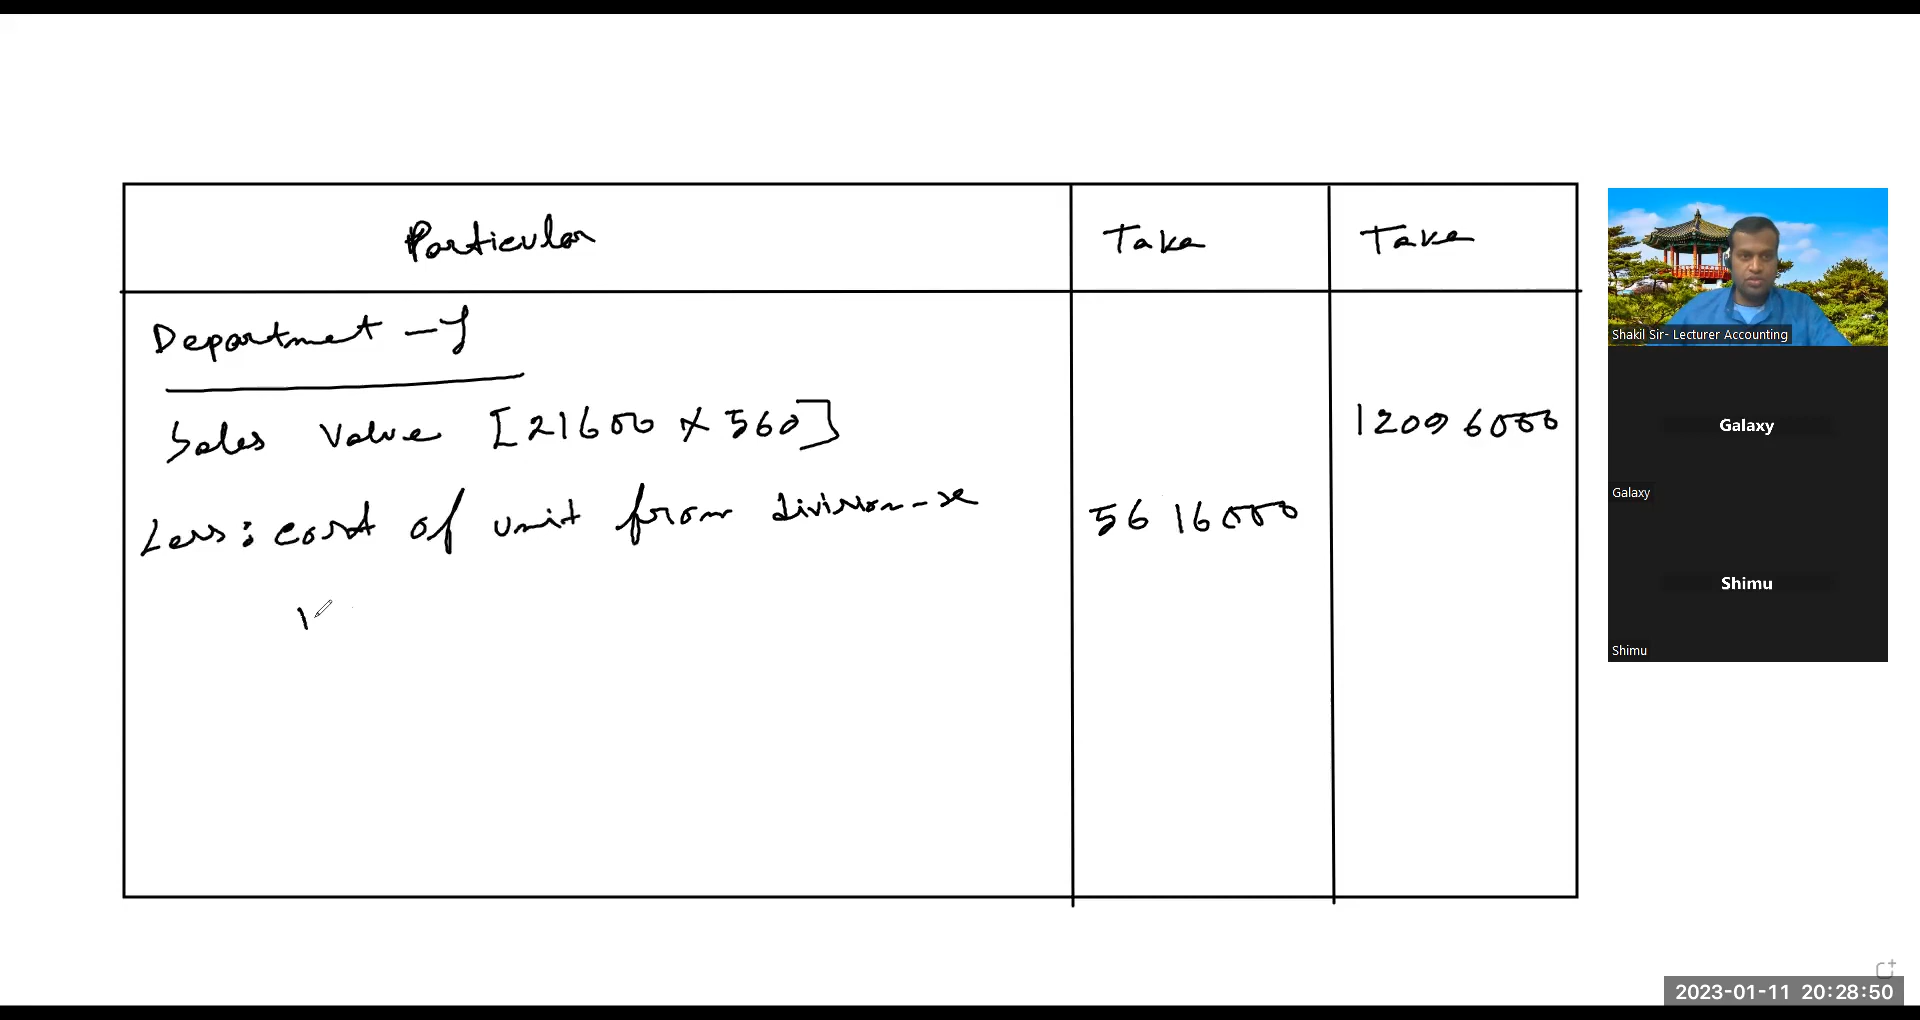 Particular Taka Taka
Department - Y
Sales Value [21600 × 560] 12096000
Less: cost of unit from division - x 5616000
Shakil Sir- Lecturer Accounting
Galaxy
Galaxy
Shimu
Shimu
2023-01-11 20:28:50